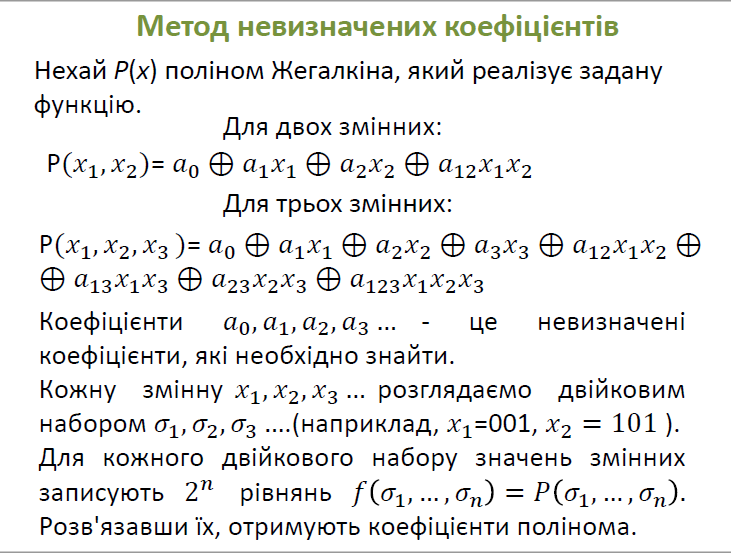 Метод невизначених коефіцієнтів
Нехай P(x) поліном Жегалкіна, який реалізує задану
функцію.
Для двох змінних:
P(x₁, x₂)= a₀ ⊕ a₁x₁ ⊕ a₂x₂ ⊕ a₁₂x₁x₂
Для трьох змінних:
P(x₁, x₂, x₃ )= a₀ ⊕ a₁x₁ ⊕ a₂x₂ ⊕ a₃x₃ ⊕ a₁₂x₁x₂ ⊕
⊕ a₁₃x₁x₃ ⊕ a₂₃x₂x₃ ⊕ a₁₂₃x₁x₂x₃
Коефіцієнти a₀, a₁, a₂, a₃ ... - це невизначені
коефіцієнти, які необхідно знайти.
Кожну змінну x₁, x₂, x₃ ... розглядаємо двійковим
набором σ₁, σ₂, σ₃ ....(наприклад, x₁=001, x₂ = 101 ).
Для кожного двійкового набору значень змінних
записують 2ⁿ рівнянь f(σ₁, ... , σₙ) = P(σ₁, ... , σₙ).
Розв'язавши їх, отримують коефіцієнти полінома.